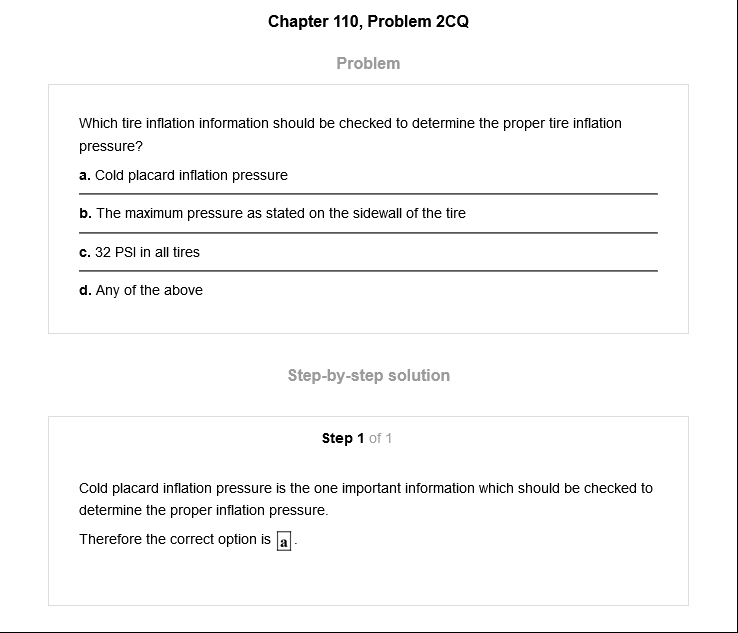 Chapter 110, Problem 2CQ
Problem
Which tire inflation information should be checked to determine the proper tire inflation
pressure?
a. Cold placard inflation pressure
b. The maximum pressure as stated on the sidewall of the tire
c. 32 PSI in all tires
d. Any of the above
Step-by-step solution
Step 1 of 1
Cold placard inflation pressure is the one important information which should be checked to
determine the proper inflation pressure.
Therefore the correct option is a .